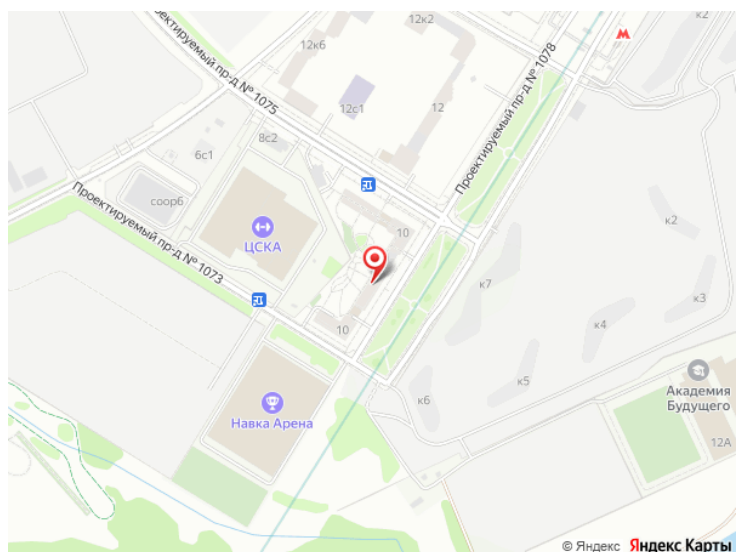 к2
12к2
12к6
Проектируемый пр-д № 1075
12с1
12
Проектируемый пр-д № 1078
8с2
6с1
соор6
Проектируемый пр-д № 1073
ЦСКА
10
к2
к7
к3
к4
10
к5
к6
Навка Арена
Академия
Будущего
12А
© Яндекс Яндекс Карты